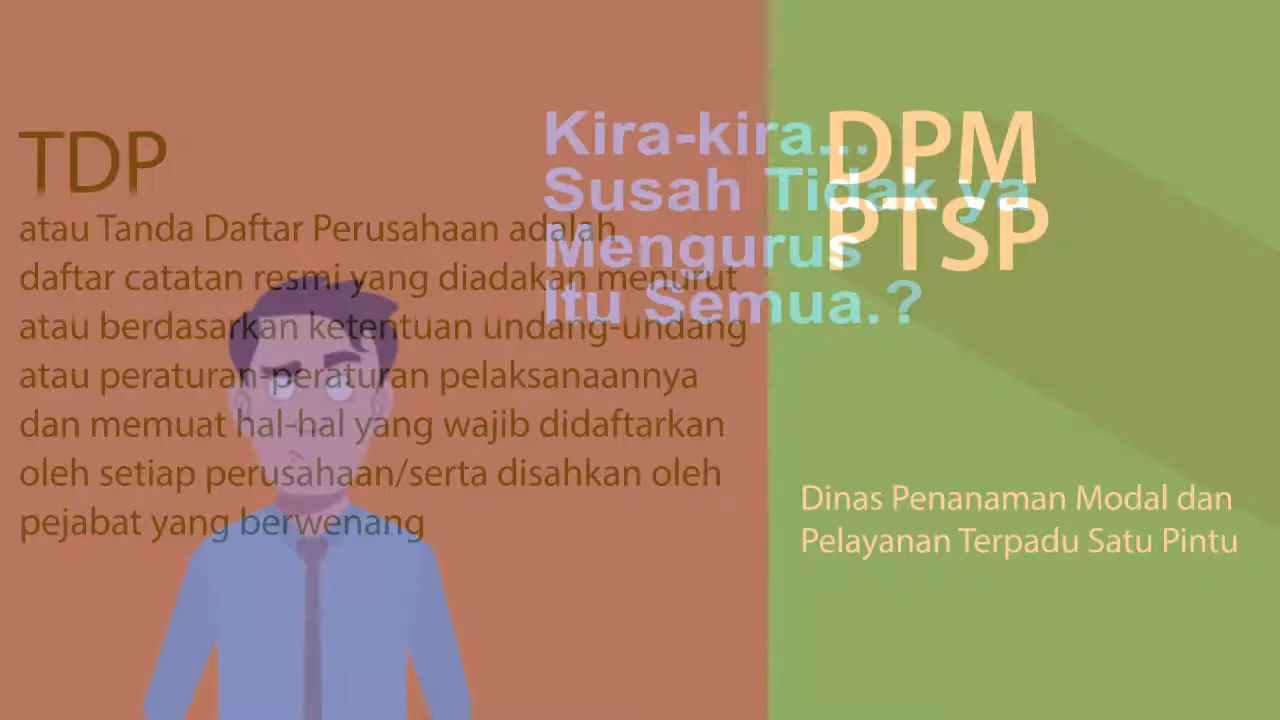 TDP
atau Tanda Daftar Perusahaan adalah
daftar catatan resmi yang diadakan menurut
atau berdasarkan ketentuan undang-undang
atau peraturan-peraturan pelaksanaannya
dan memuat hal-hal yang wajib didaftarkan
oleh setiap perusahaan/serta disahkan oleh
pejabat yang berwenang
Kira-kira...
Susah Tidak ya
Mengurus
Itu Semua.?
DPM
PTSP
Dinas Penanaman Modal dan
Pelayanan Terpadu Satu Pintu